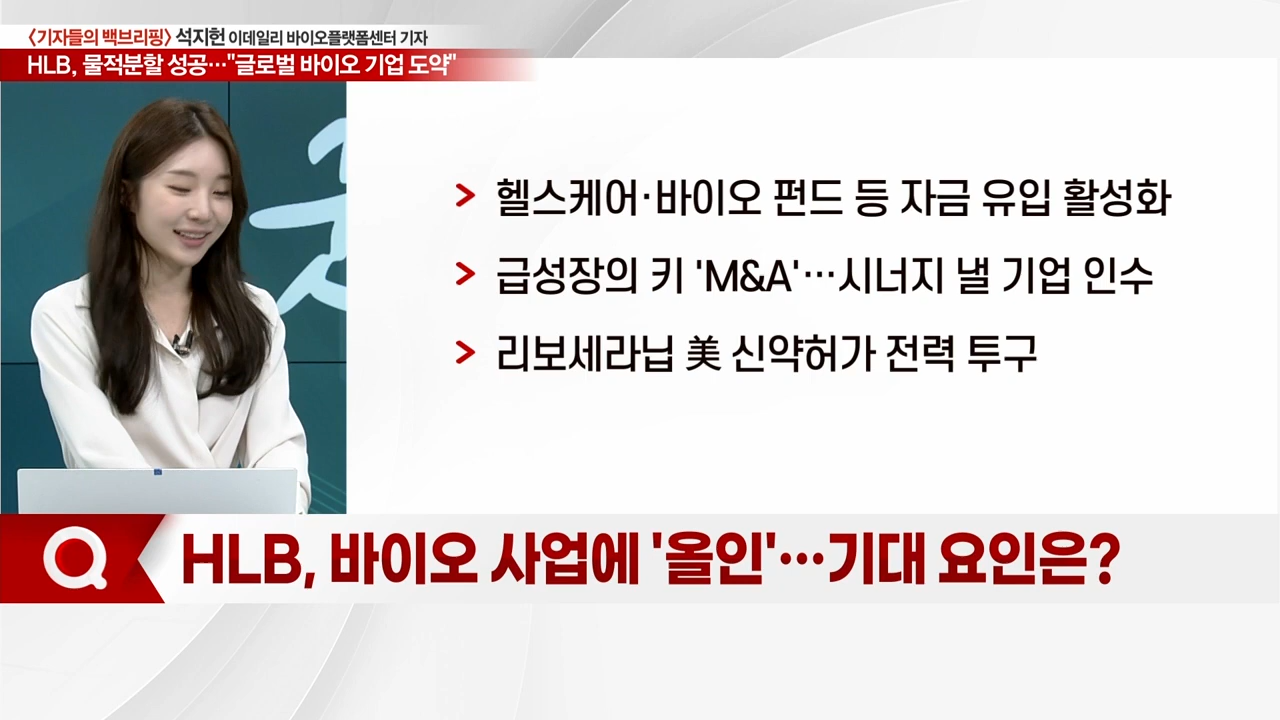 <기자들의 백브리핑> 석지헌 이데일리 바이오플랫폼센터 기자
HLB, 물적분할 성공…"글로벌 바이오 기업 도약"
> 헬스케어·바이오 펀드 등 자금 유입 활성화
> 급성장의 키 'M&A'…시너지 낼 기업 인수
> 리보세라닙 美 신약허가 전력 투구
Q HLB, 바이오 사업에 '올인'…기대 요인은?